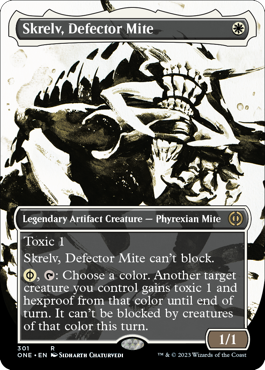 Skrelv, Defector Mite
Legendary Artifact Creature — Phyrexian Mite
Toxic 1
Skrelv, Defector Mite can't block.
: Choose a color. Another target
creature you control gains toxic 1 and
hexproof from that color until end of
turn. It can't be blocked by creatures
of that color this turn.
1/1
301 R
ONE • EN Sidharth Chaturvedi
™ & © 2023 Wizards of the Coast